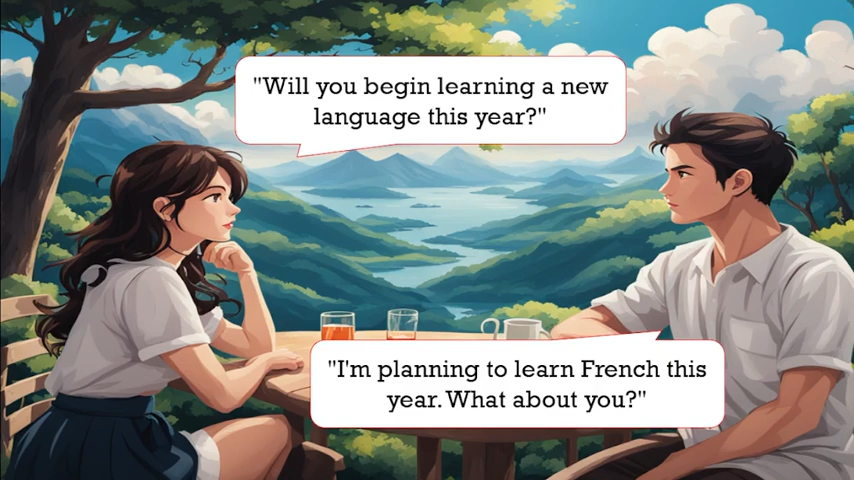 "Will you begin learning a new
language this year?"
"I'm planning to learn French this
year. What about you?"